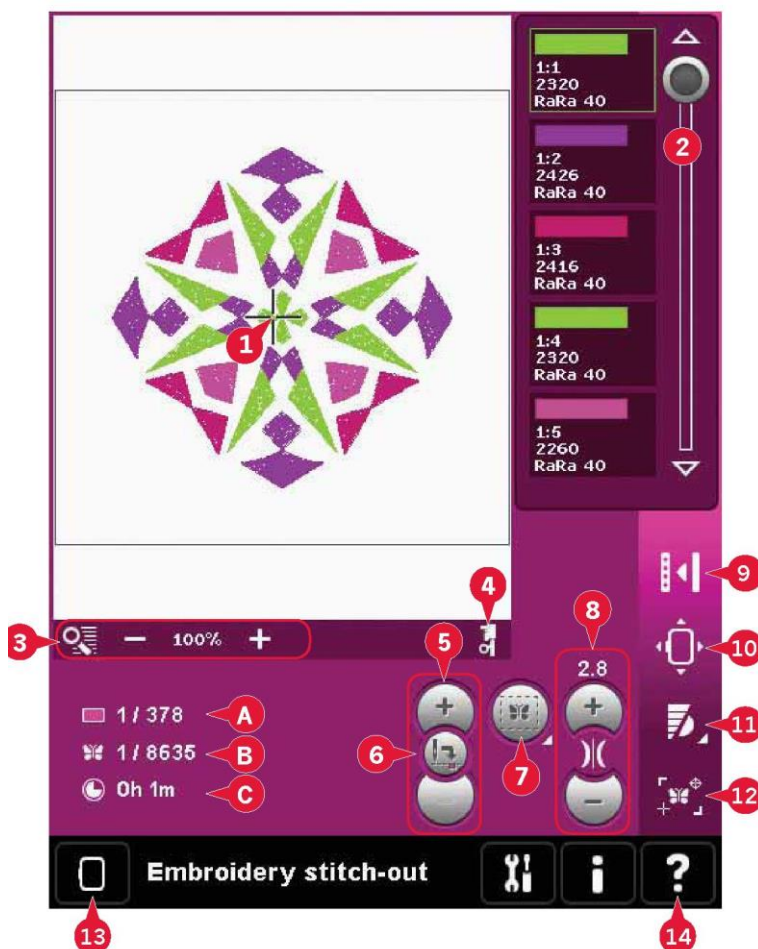 1:1
2320
RaRa 40
2
1:2
2426
RaRa 40
1:3
2416
RaRa 40
1
1:4
2320
RaRa 40
1:5
2260
RaRa 40
9
4
8
3
− 100% +
5
10
2.8
1 / 378 A
+
+
11
1 / 8635 B
6
7
0h 1m C
−
−
12
Embroidery stitch-out
i
?
13
14